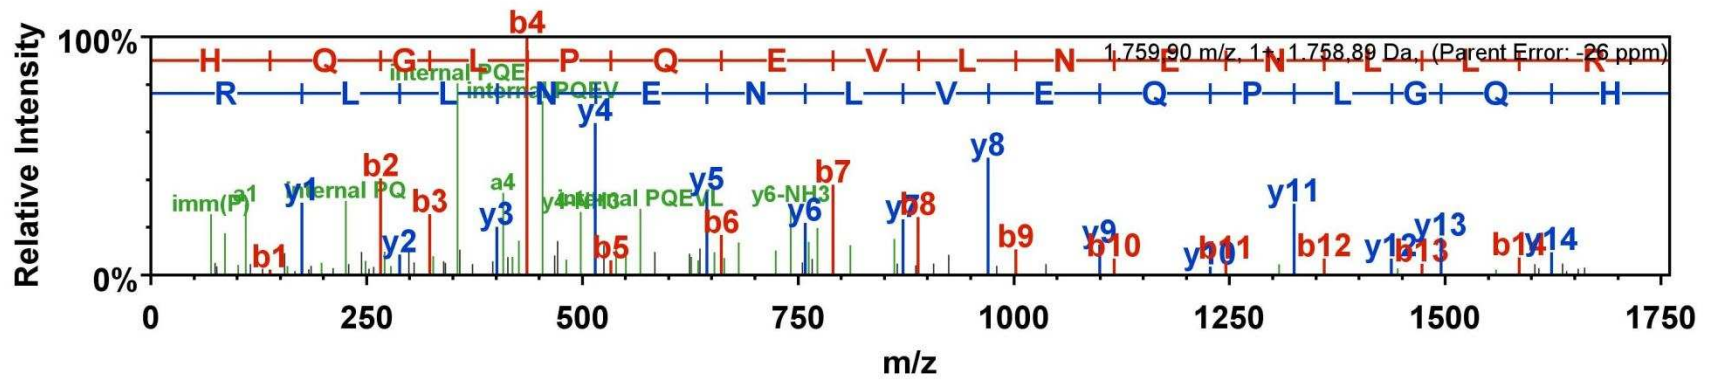 b4
100%
1.759,90 m/z, 1+, 1.758,89 Da, (Parent Error: -26 ppm)
H Q G L P Q E V L N E N L L R
internal PQE
internal PQEV
R L L N E N L V E Q P L G Q H
y4
y8
b2 b7
y5
internal PQ y1 a4 y6-NH3 y11
imm(P) a1 b3 y3 y4-NH3 internal PQEVL y6 y7 b8
b6 y13
y2 b9 y9
b1 b5 b10 y10 b11 b12 y12 b13 b14 y14
0%
0 250 500 750 1000 1250 1500 1750
m/z
Relative Intensity